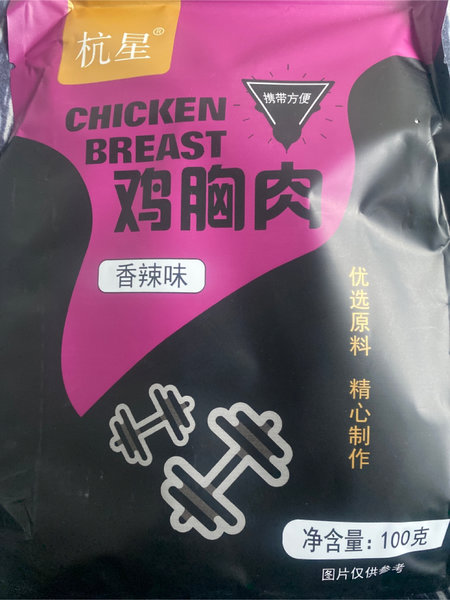 杭星®
携带方便
CHICKEN
BREAST
鸡胸肉
香辣味
优选原料 精心制作
净含量：100克
图片仅供参考